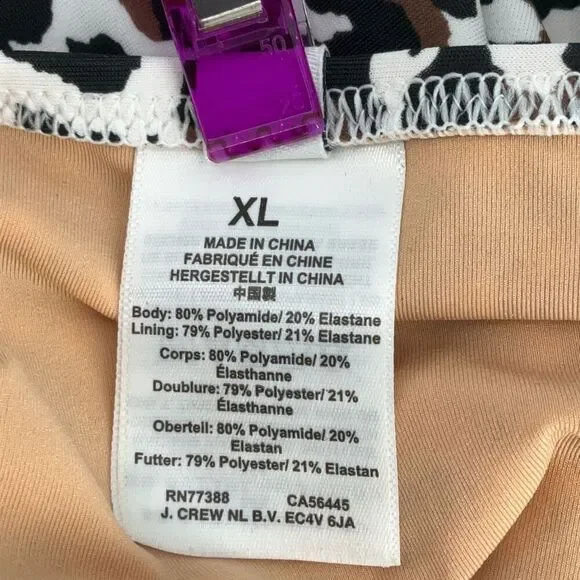 50
XL
MADE IN CHINA
FABRIQUÉ EN CHINE
HERGESTELLT IN CHINA
中国製
Body: 80% Polyamide/ 20% Elastane
Lining: 79% Polyester/ 21% Elastane
Corps: 80% Polyamide/ 20%
Élasthanne
Doublure: 79% Polyester/ 21%
Élasthanne
Oberteil: 80% Polyamide/ 20%
Elastan
Futter: 79% Polyester/ 21% Elastan
RN77388 CA56445
J. CREW NL B.V. EC4V 6JA